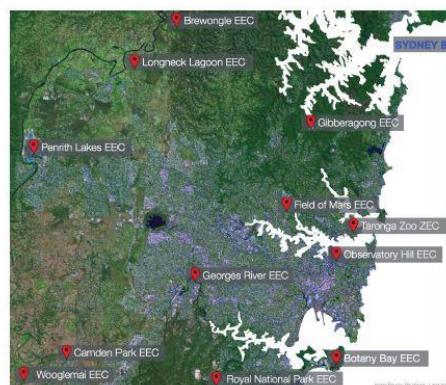 Brewongle EEC
SYDNEY B
Longneck Lagoon EEC
Gibberagong EEC
Penrith Lakes EEC
Field of Mars EEC
Taronga Zoo ZEC
Observatory Hill EEC
Georges River EEC
Camden Park EEC
Botany Bay EEC
Wooglemai EEC
Royal National Park EEC